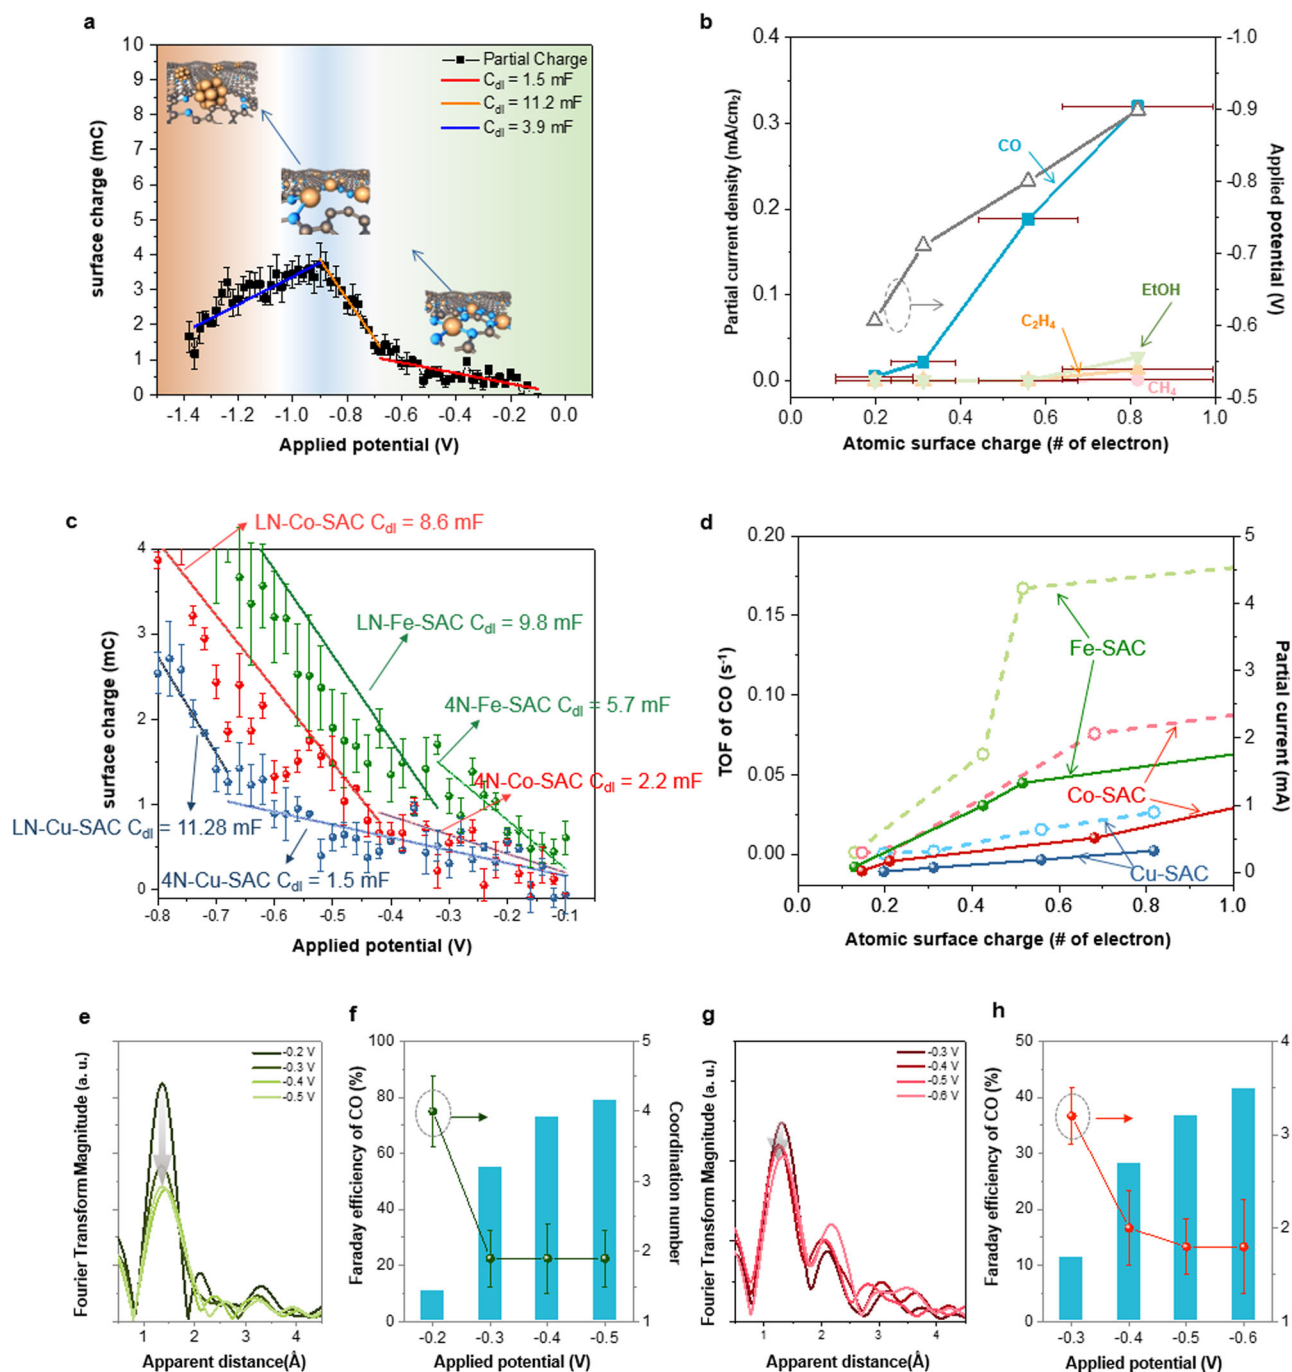 a
10
9
8
7
6
5
4
3
2
1
0
surface charge (mC)
Partial Charge
Cdl = 1.5 mF
Cdl = 11.2 mF
Cdl = 3.9 mF
-1.4 -1.2 -1.0 -0.8 -0.6 -0.4 -0.2 0.0
Applied potential (V)
b
0.4
0.3
0.2
0.1
0.0
Partial current density (mA/cm2)
CO
EtOH
C2H4
CH4
-1.0
-0.9
-0.8
-0.7
-0.6
-0.5
Applied potential (V)
0.0 0.2 0.4 0.6 0.8 1.0
Atomic surface charge (# of electron)
c
4
3
2
1
0
surface charge (mC)
LN-Co-SAC Cdl = 8.6 mF
LN-Fe-SAC Cdl = 9.8 mF
4N-Fe-SAC Cdl = 5.7 mF
4N-Co-SAC Cdl = 2.2 mF
LN-Cu-SAC Cdl = 11.28 mF
4N-Cu-SAC Cdl = 1.5 mF
-0.8 -0.7 -0.6 -0.5 -0.4 -0.3 -0.2 -0.1
Applied potential (V)
d
0.20
0.15
0.10
0.05
0.00
TOF of CO (s-1)
Fe-SAC
Co-SAC
Cu-SAC
5
4
3
2
1
0
Partial current (mA)
0.0 0.2 0.4 0.6 0.8 1.0
Atomic surface charge (# of electron)
e
Fourier Transform Magnitude (a. u.)
-0.2 V
-0.3 V
-0.4 V
-0.5 V
1 2 3 4
Apparent distance(Å)
f
100
80
60
40
20
0
Faraday efficiency of CO (%)
5
4
3
2
1
Coordination number
-0.2 -0.3 -0.4 -0.5
Applied potential (V)
g
Fourier Transform Magnitude (a. u.)
-0.3 V
-0.4 V
-0.5 V
-0.6 V
1 2 3 4
Apparent distance(Å)
h
50
40
30
20
10
0
Faraday efficiency of CO (%)
4
3
2
1
-0.3 -0.4 -0.5 -0.6
Applied potential (V)